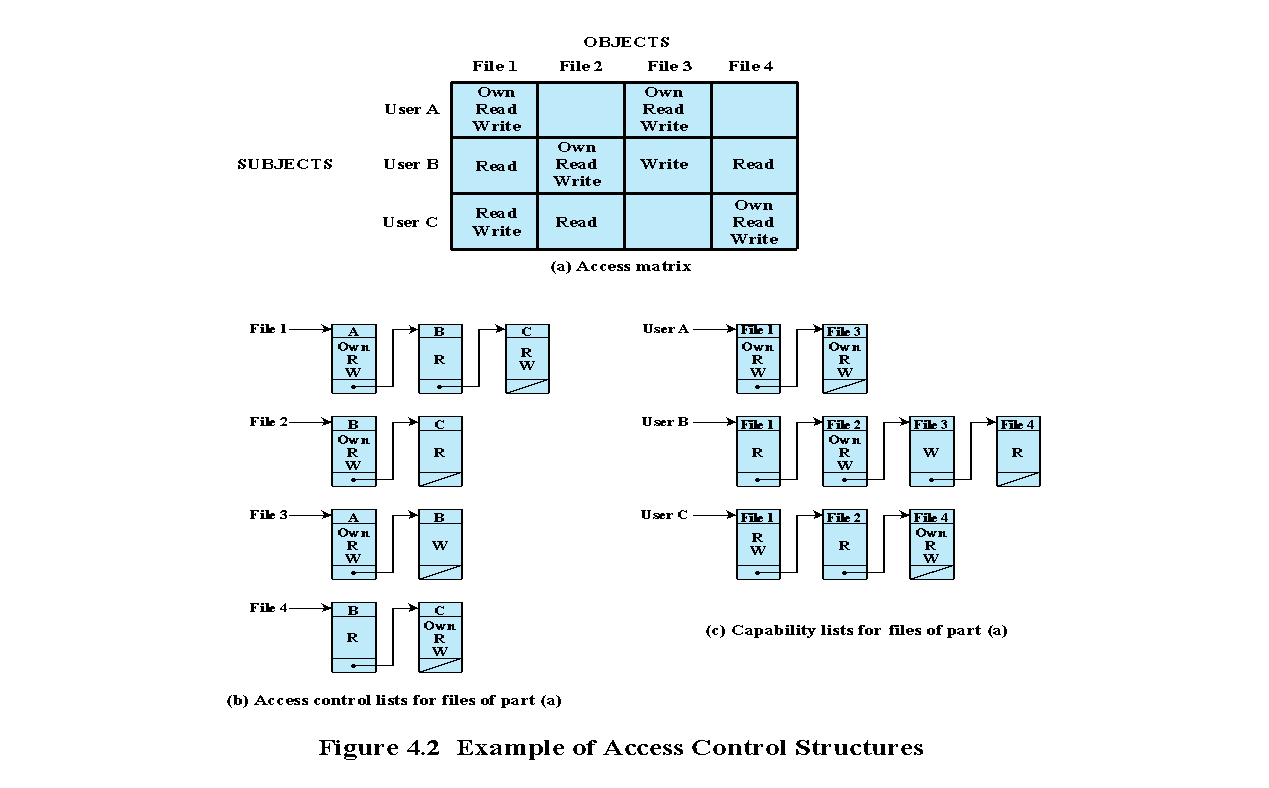 OBJECTS
File 1 File 2 File 3 File 4
User A
Own
Read
Write
Own
Read
Write
SUBJECTS
User B
Read
Own
Read
Write
Write
Read
User C
Read
Write
Read
Own
Read
Write
(a) Access matrix
File 1
A
Own
R
W
B
R
C
R
W
File 2
B
Own
R
W
C
R
File 3
A
Own
R
W
B
W
File 4
B
R
C
Own
R
W
(b) Access control lists for files of part (a)
User A
File 1
Own
R
W
File 3
Own
R
W
User B
File 1
R
File 2
Own
R
W
File 3
W
File 4
R
User C
File 1
R
W
File 2
R
File 4
Own
R
W
(c) Capability lists for files of part (a)
Figure 4.2 Example of Access Control Structures